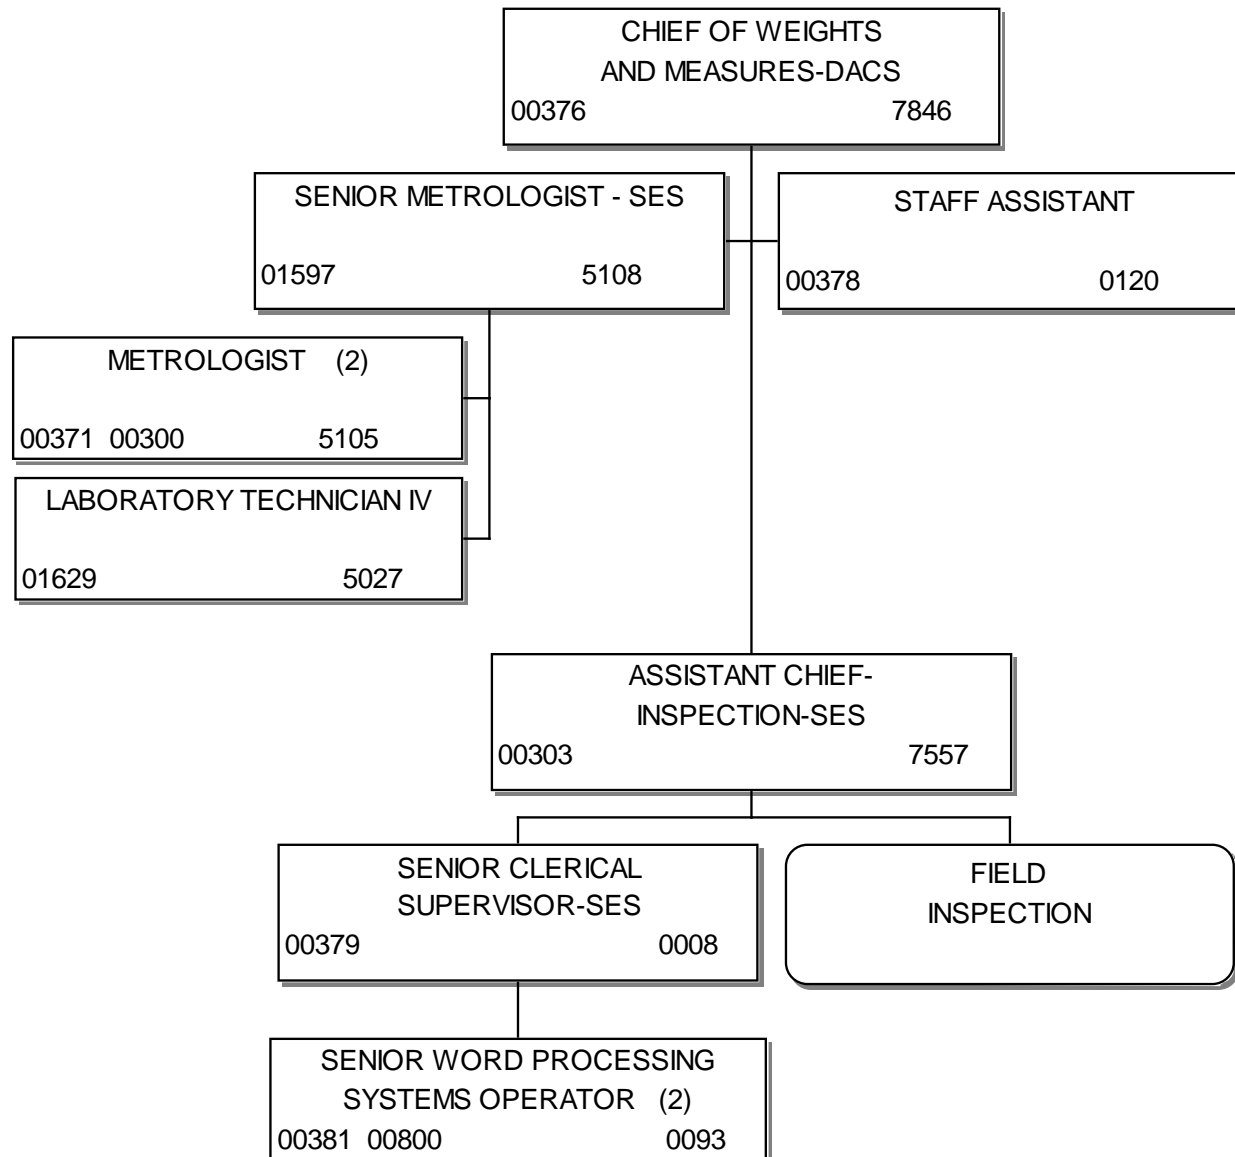 CHIEF OF WEIGHTS
AND MEASURES-DACS
00376 7846
SENIOR METROLOGIST - SES
01597 5108
STAFF ASSISTANT
00378 0120
METROLOGIST (2)
00371 00300 5105
LABORATORY TECHNICIAN IV
01629 5027
ASSISTANT CHIEF-
INSPECTION-SES
00303 7557
SENIOR CLERICAL
SUPERVISOR-SES
00379 0008
FIELD
INSPECTION
SENIOR WORD PROCESSING
SYSTEMS OPERATOR (2)
00381 00800 0093